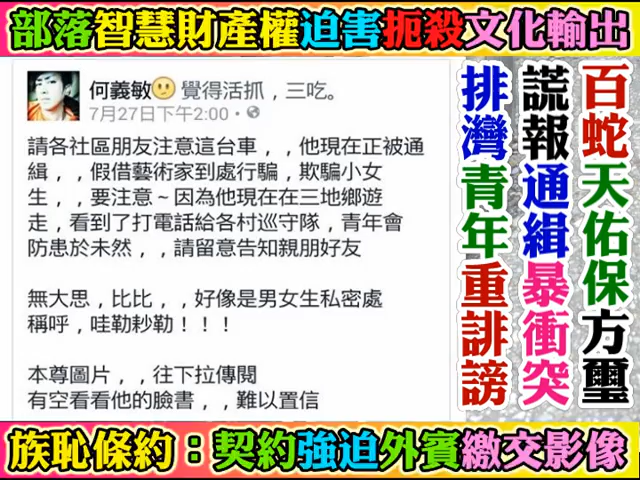 部落智慧財產權迫害扼殺文化輸出
何義敏 覺得活抓，三吃。
7月27日下午2:00 ·
請各社區朋友注意這台車，，他現在正被通
緝，，假借藝術家到處行騙，欺騙小女
生，，要注意～因為他現在在三地鄉遊
走，看到了打電話給各村巡守隊，青年會
防患於未然，，請留意告知親朋好友
無大思，比比，，好像是男女生私密處
稱呼，哇勒耖勒！！！
本尊圖片，，往下拉傳閱
有空看看他的臉書，，難以置信
百蛇天佑保方璽
謊報通緝暴衝突
排灣青年重誹謗
族恥條約：契約強迫外賓繳交影像